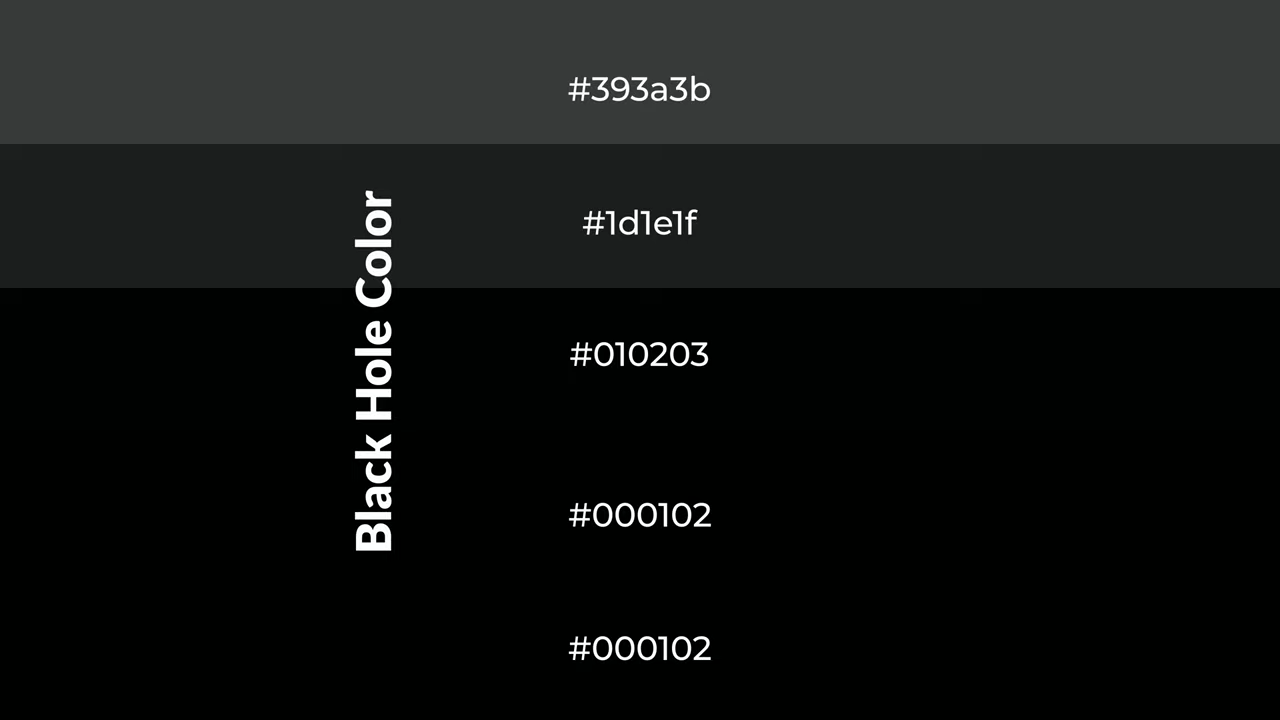 Black Hole Color
#393a3b
#1d1e1f
#010203
#000102
#000102